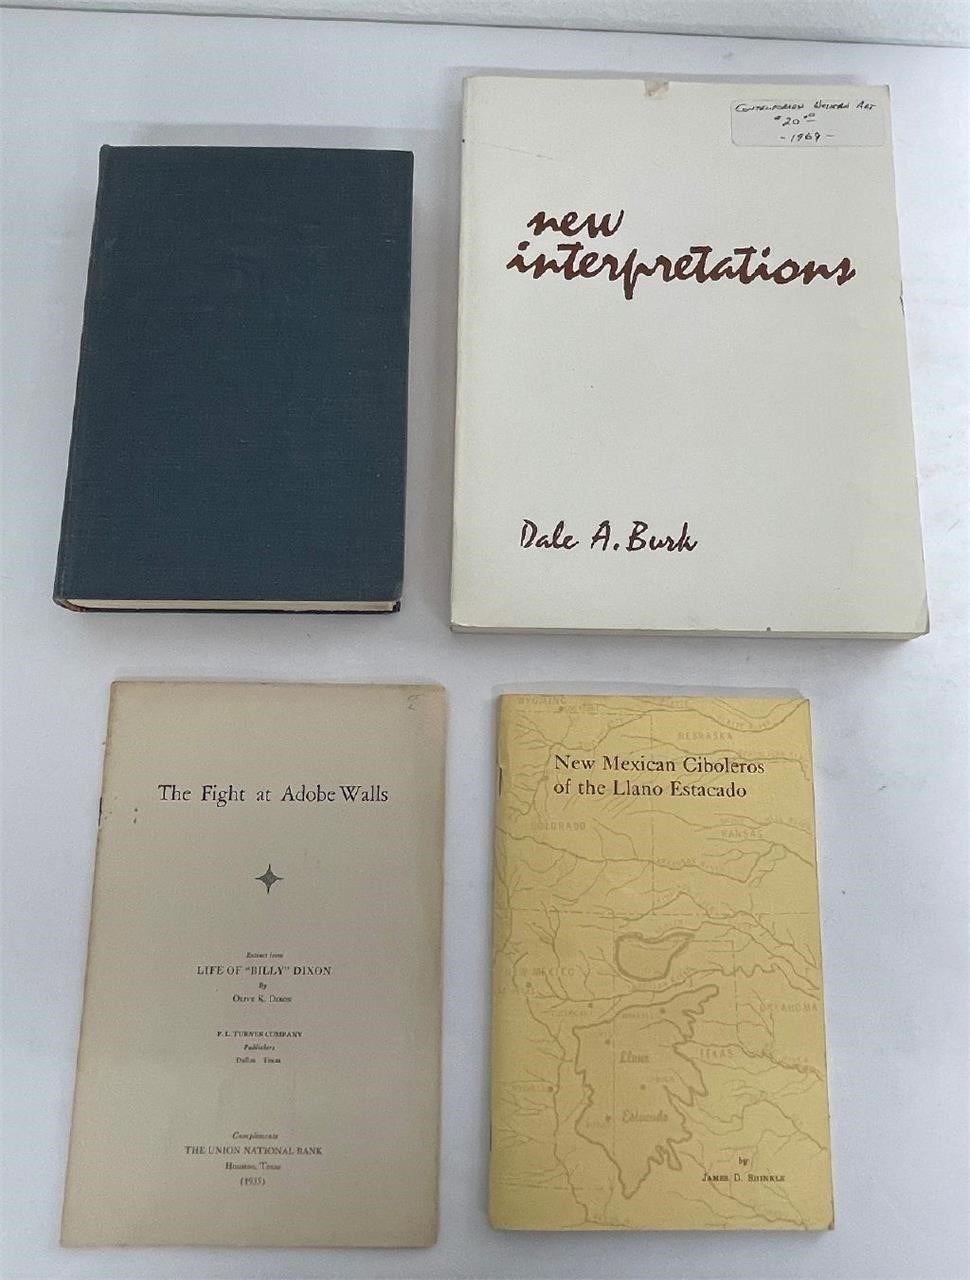 CONTEMPORARY WESTERN ART
$20.00
- 1969 -
new
interpretations
Dale A. Burk
The Fight at Adobe Walls
Extract from
LIFE OF "BILLY" DIXON
By
OLIVE K. DIXON
P. L. TURNER COMPANY
Publishers
Dallas Texas
Compliments
THE UNION NATIONAL BANK
Houston, Texas
(1935)
WYOMING
NEBRASKA
New Mexican Ciboleros
of the Llano Estacado
COLORADO
KANSAS
NEW MEXICO
OKLAHOMA
Llano
TEXAS
Estacado
by
JAMES D. SHINKLE